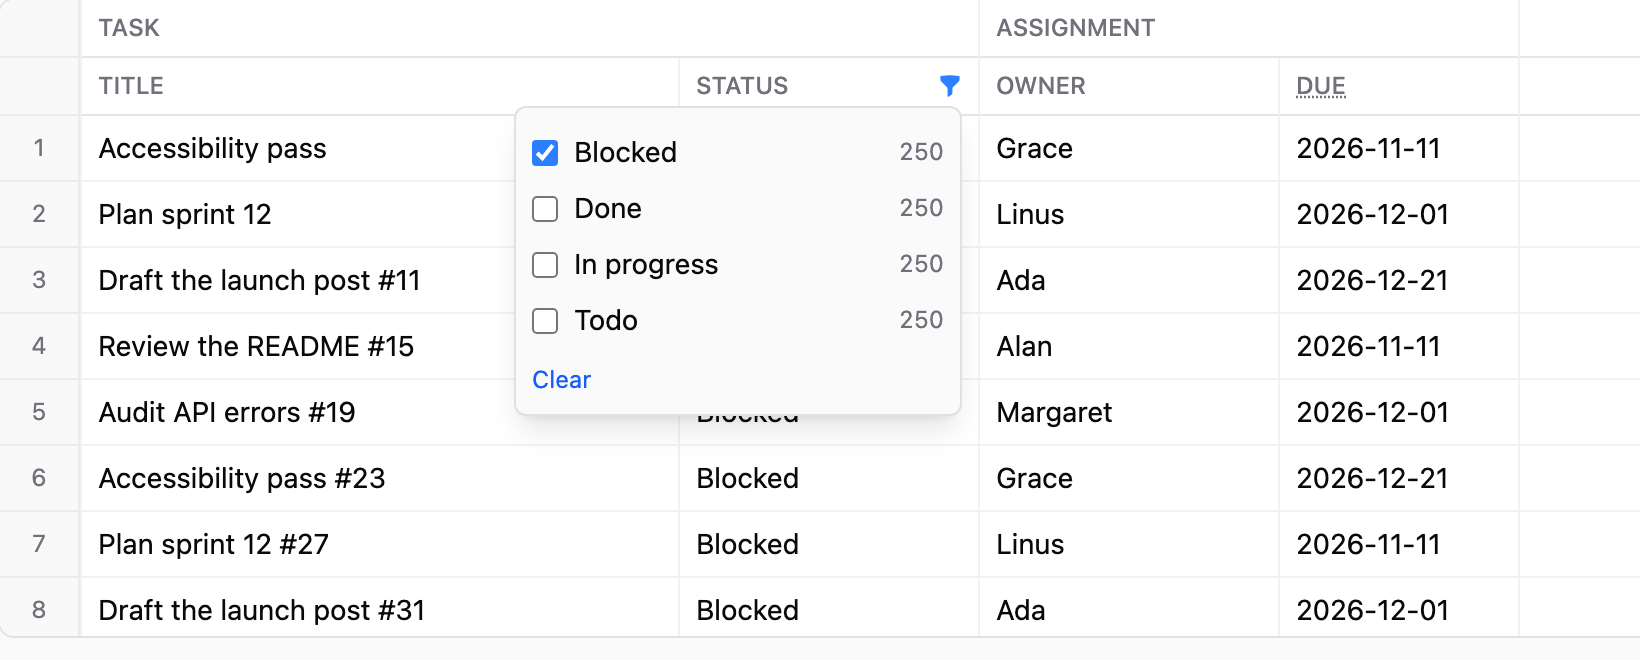 TASK ASSIGNMENT
TITLE STATUS OWNER DUE
1 Accessibility pass Grace 2026-11-11
2 Plan sprint 12 Linus 2026-12-01
3 Draft the launch post #11 Ada 2026-12-21
4 Review the README #15 Alan 2026-11-11
5 Audit API errors #19 Blocked Margaret 2026-12-01
6 Accessibility pass #23 Blocked Grace 2026-12-21
7 Plan sprint 12 #27 Blocked Linus 2026-11-11
8 Draft the launch post #31 Blocked Ada 2026-12-01
Blocked 250
Done 250
In progress 250
Todo 250
Clear